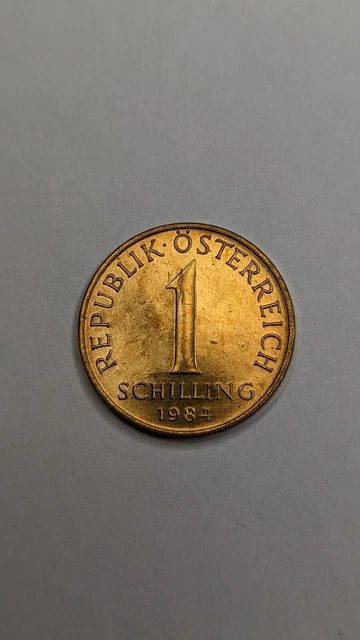 REPUBLIK · ÖSTERREICH
1
SCHILLING
1984